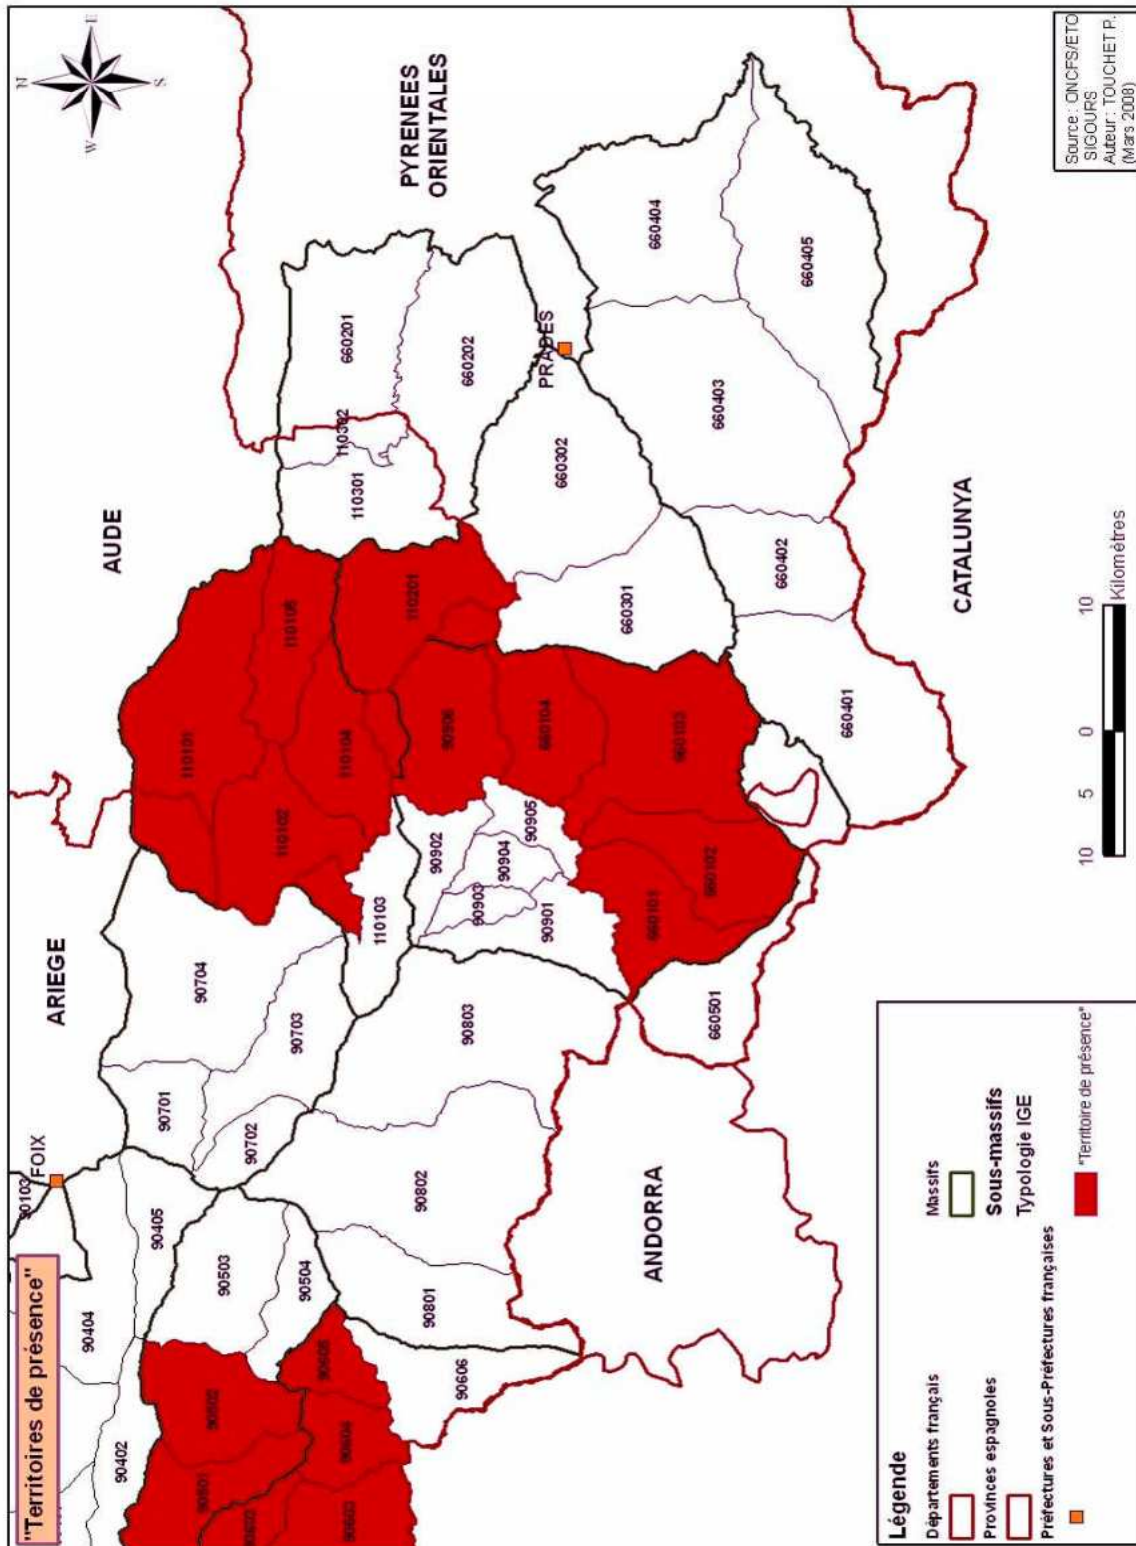 "Territoires de présence"
N
E
S
W
FOIX
90103
ARIEGE
AUDE
PYRENEES
ORIENTALES
PRADES
ANDORRA
CATALUNYA
90404
90405
90402
90503
90504
90502
90501
90606
90701
90702
90703
90704
90801
90802
90803
90901
90902
90903
90904
90905
90906
110101
110102
110103
110104
110201
110301
110302
660101
660102
660103
660104
660201
660202
660301
660302
660401
660402
660403
660404
660405
660501
10
5
0
10
Kilomètres
Légende
Départements français
Provinces espagnoles
Préfectures et Sous-Préfectures françaises
Massifs
Sous-massifs
Typologie IGE
"Territoire de présence"
Source : ONCFS/ETO
SIGOURS
Auteur : TOUCHET P.
(Mars 2008)